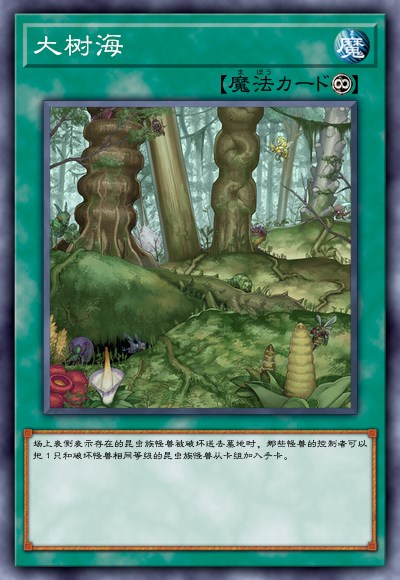 大树海
魔
【魔法カード】
まほう
场上表侧表示存在的昆虫族怪兽被破坏送去墓地时，那些怪兽的控制者可以
把1只和破坏怪兽相同等级的昆虫族怪兽从卡组加入手卡。